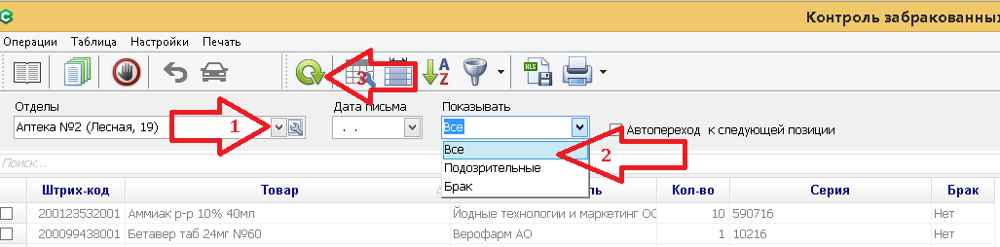 Контроль забракованных
Операции Таблица Настройки Печать
3
A
Z
XLS
Отделы Дата письма Показывать
Аптека №2 (Лесная, 19) 1 . . Все Автопереход к следующей позиции
Все
2
Подозрительные
Брак
Поиск...
Штрих-код Товар Кол-во Серия Брак
200123532001 Аммиак р-р 10% 40мл Йодные технологии и маркетинг ОС 10 590716 Нет
200099438001 Бетавер таб 24мг №60 Верофарм АО 1 10216 Нет